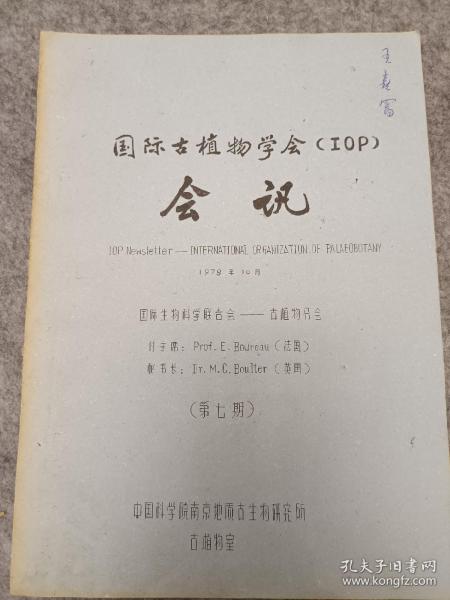 王喜富
国际古植物学会(IOP)
会讯
IOP Newsletter — INTERNATIONAL ORGANIZATION OF PALAEOBOTANY
1978 年 10 月
国际生物科学联合会 —— 古植物分会
付主席: Prof. E. Boureau (法国)
秘书长: Dr. M. C. Boulter (英国)
(第七期)
中国科学院南京地质古生物研究所
古植物室
孔夫子旧书网
www.kongfz.com